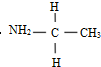 H
. NH₂—C—CH₃
H